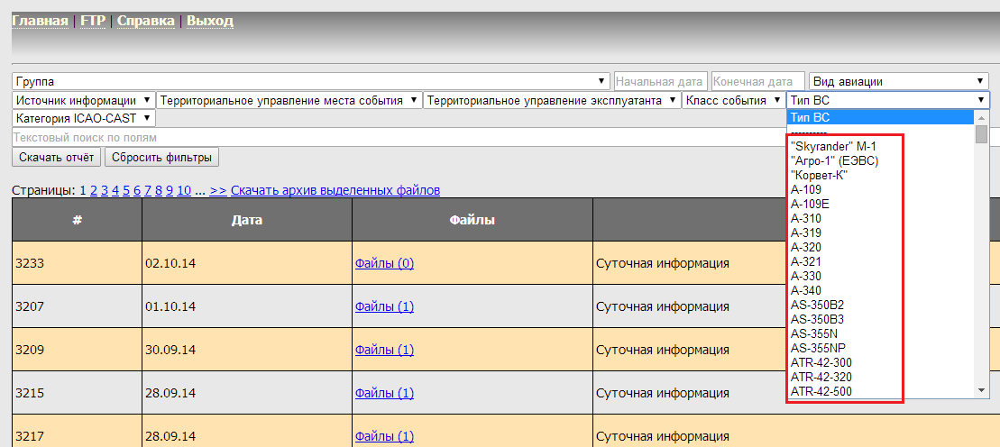 Главная | FTP | Справка | Выход
Группа Начальная дата Конечная дата Вид авиации
Источник информации Территориальное управление места события Территориальное управление эксплуатанта Класс события Тип ВС
Категория ICAO-CAST Тип ВС
----------
Текстовый поиск по полям
"Skyrander" М-1
Скачать отчёт Сбросить фильтры
"Агро-1" (ЕЭВС)
"Корвет-К"
А-109
А-109Е
А-310
А-319
А-320
А-321
А-330
А-340
AS-350B2
AS-350B3
AS-355N
AS-355NP
ATR-42-300
ATR-42-320
ATR-42-500
Страницы: 1 2 3 4 5 6 7 8 9 10 ... >> Скачать архив выделенных файлов
# Дата Файлы
3233 02.10.14 Файлы (0) Суточная информация
3207 01.10.14 Файлы (1) Суточная информация
3209 30.09.14 Файлы (1) Суточная информация
3215 28.09.14 Файлы (1) Суточная информация
3217 28.09.14 Файлы (1) Суточная информация